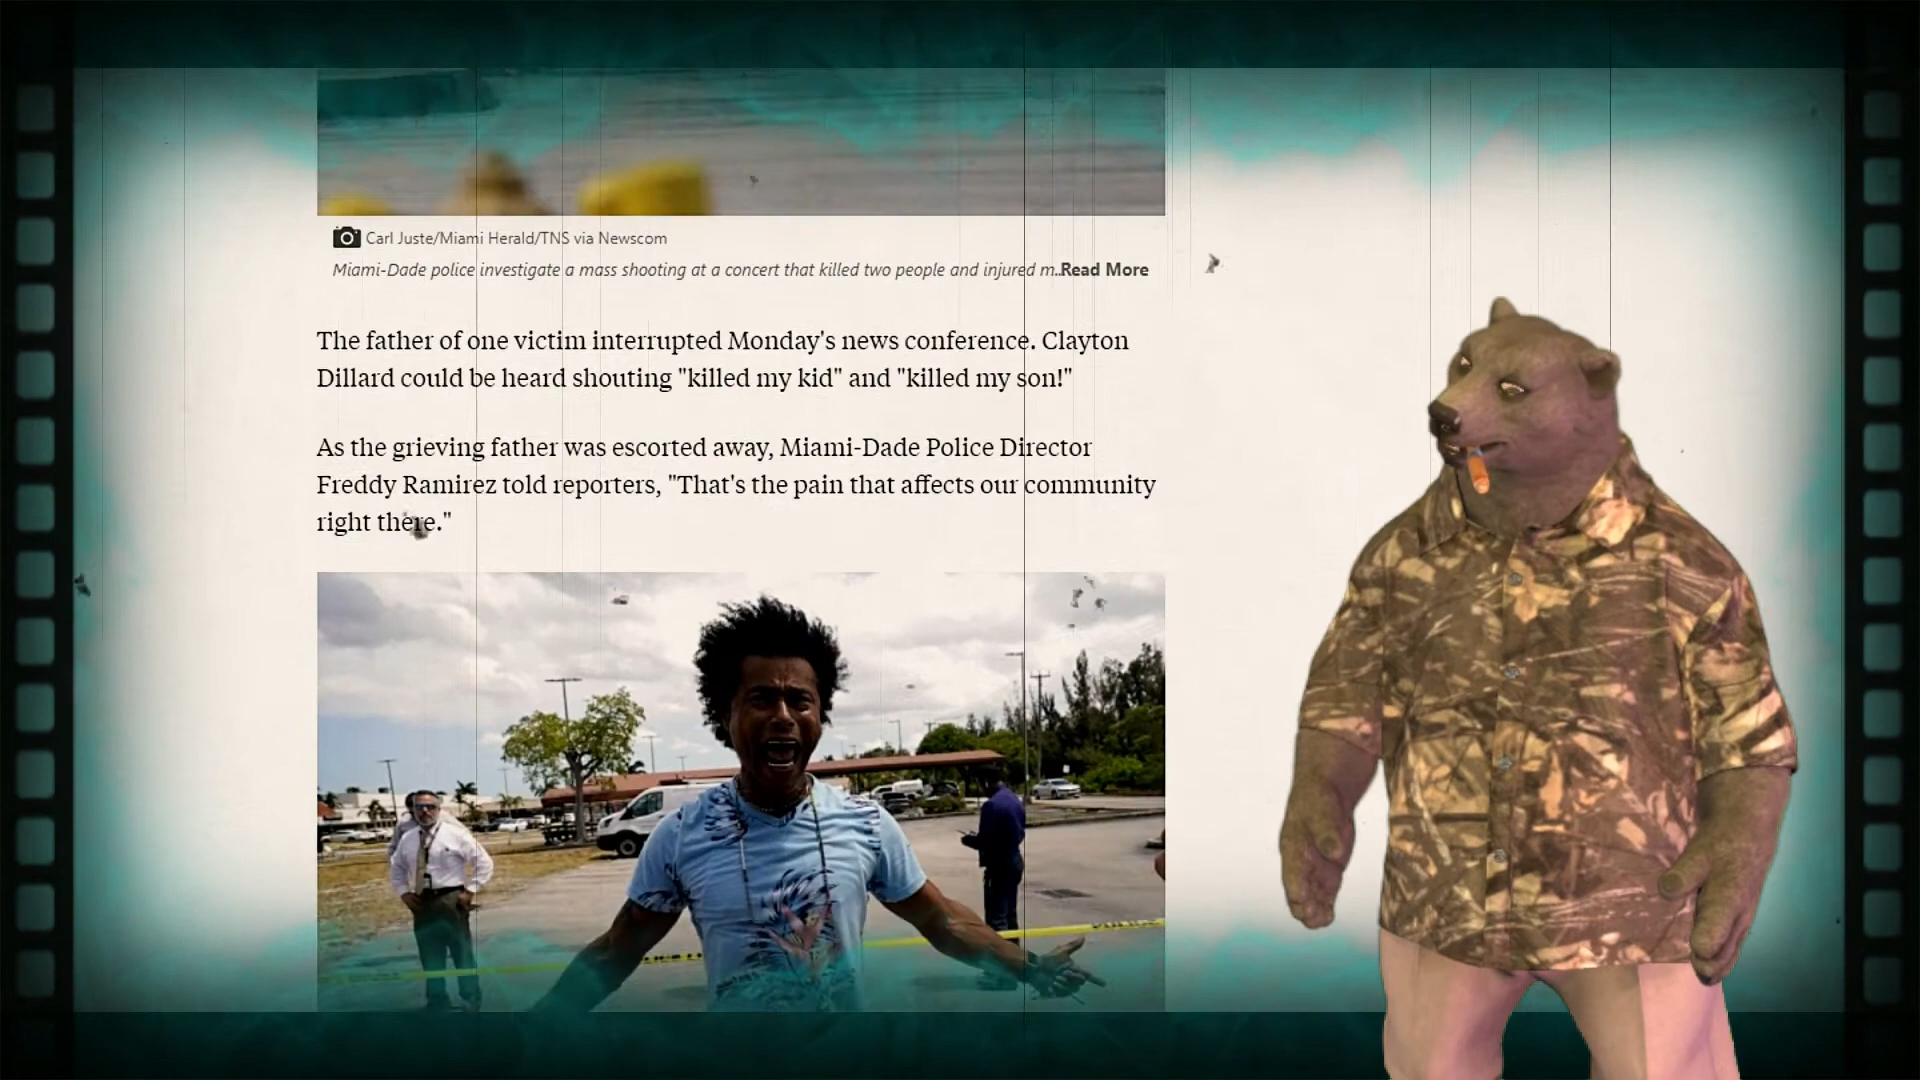 Carl Juste/Miami Herald/TNS via Newscom
Miami-Dade police investigate a mass shooting at a concert that killed two people and injured m..Read More
The father of one victim interrupted Monday's news conference. Clayton
Dillard could be heard shouting "killed my kid" and "killed my son!"
As the grieving father was escorted away, Miami-Dade Police Director
Freddy Ramirez told reporters, "That's the pain that affects our community
right there."